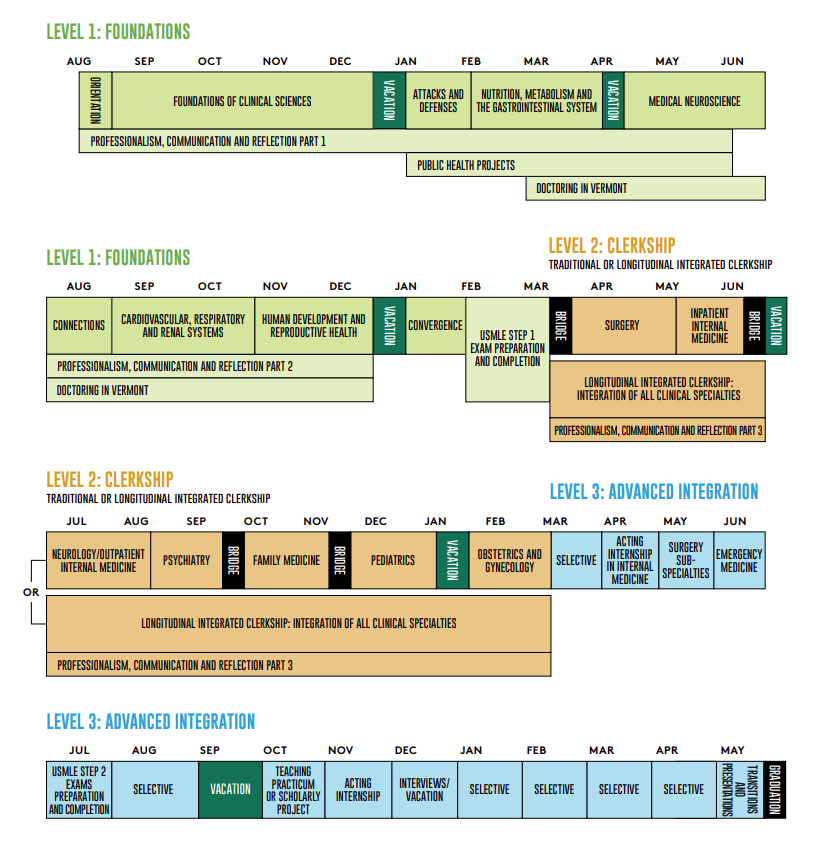 LEVEL 1: FOUNDATIONS
AUG SEP OCT NOV DEC JAN FEB MAR APR MAY JUN
ORIENTATION
FOUNDATIONS OF CLINICAL SCIENCES
VACATION
ATTACKS AND
DEFENSES
NUTRITION, METABOLISM AND
THE GASTROINTESTINAL SYSTEM
VACATION
MEDICAL NEUROSCIENCE
PROFESSIONALISM, COMMUNICATION AND REFLECTION PART 1
PUBLIC HEALTH PROJECTS
DOCTORING IN VERMONT
LEVEL 1: FOUNDATIONS
LEVEL 2: CLERKSHIP
TRADITIONAL OR LONGITUDINAL INTEGRATED CLERKSHIP
AUG SEP OCT NOV DEC JAN FEB MAR APR MAY JUN
CONNECTIONS
CARDIOVASCULAR, RESPIRATORY
AND RENAL SYSTEMS
HUMAN DEVELOPMENT AND
REPRODUCTIVE HEALTH
VACATION
CONVERGENCE
USMLE STEP 1
EXAM PREPARATION
AND COMPLETION
BRIDGE
SURGERY
INPATIENT
INTERNAL
MEDICINE
BRIDGE
VACATION
PROFESSIONALISM, COMMUNICATION AND REFLECTION PART 2
DOCTORING IN VERMONT
LONGITUDINAL INTEGRATED CLERKSHIP:
INTEGRATION OF ALL CLINICAL SPECIALTIES
PROFESSIONALISM, COMMUNICATION AND REFLECTION PART 3
LEVEL 2: CLERKSHIP
TRADITIONAL OR LONGITUDINAL INTEGRATED CLERKSHIP
LEVEL 3: ADVANCED INTEGRATION
JUL AUG SEP OCT NOV DEC JAN FEB MAR APR MAY JUN
NEUROLOGY/OUTPATIENT
INTERNAL MEDICINE
PSYCHIATRY
BRIDGE
FAMILY MEDICINE
BRIDGE
PEDIATRICS
VACATION
OBSTETRICS AND
GYNECOLOGY
SELECTIVE
ACTING
INTERNSHIP
IN INTERNAL
MEDICINE
SURGERY
SUB-
SPECIALTIES
EMERGENCY
MEDICINE
OR
LONGITUDINAL INTEGRATED CLERKSHIP: INTEGRATION OF ALL CLINICAL SPECIALTIES
PROFESSIONALISM, COMMUNICATION AND REFLECTION PART 3
LEVEL 3: ADVANCED INTEGRATION
JUL AUG SEP OCT NOV DEC JAN FEB MAR APR MAY
USMLE STEP 2
EXAMS
PREPARATION
AND COMPLETION
SELECTIVE
VACATION
TEACHING
PRACTICUM
OR SCHOLARLY
PROJECT
ACTING
INTERNSHIP
INTERVIEWS/
VACATION
SELECTIVE
SELECTIVE
SELECTIVE
SELECTIVE
TRANSITIONS
AND
PRESENTATIONS
GRADUATION